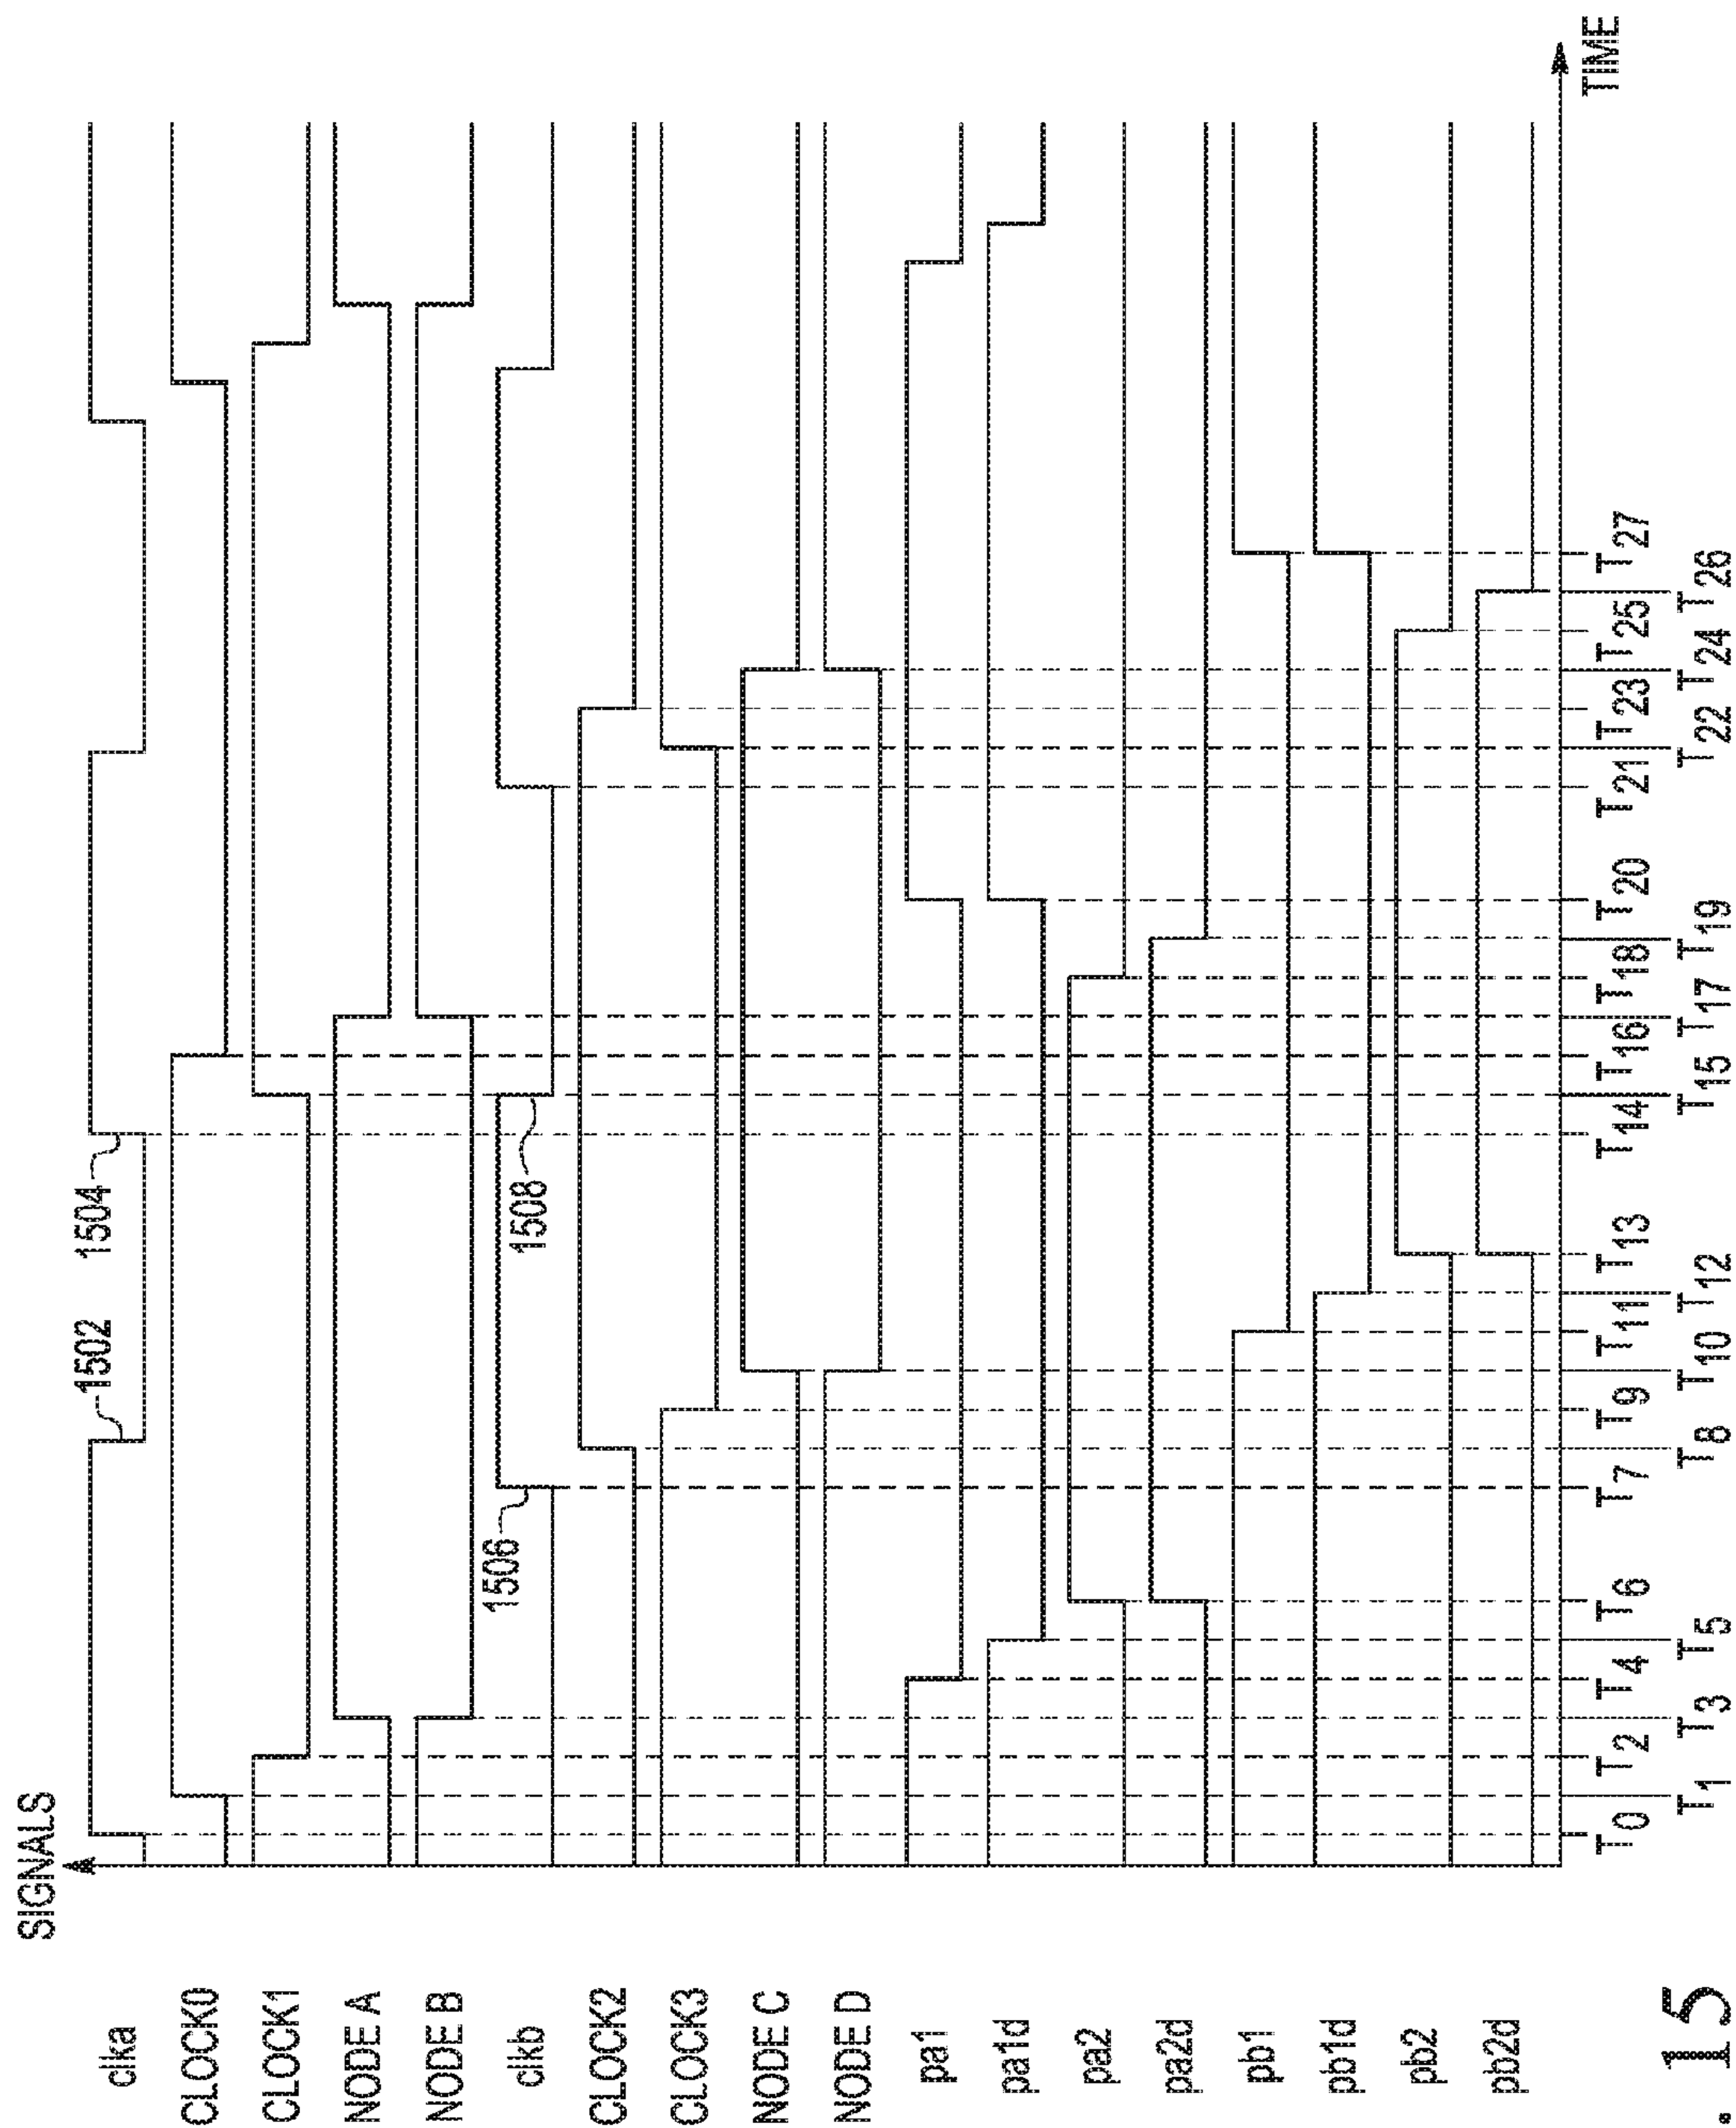 SIGNALS
clka
CLOCK0
CLOCK1
NODE A
NODE B
clkb
CLOCK2
CLOCK3
NODE C
NODE D
pa1
pa1d
pa2
pa2d
pb1
pb1d
pb2
pb2d
1502
1504
1506
1508
TIME
T0
T2
T4
T6
T7
T9
T11
T13
T14
T16
T18
T20
T21
T23
T25
T27
T1
T3
T5
T8
T10
T12
T15
T17
T19
T22
T24
T26
. 15